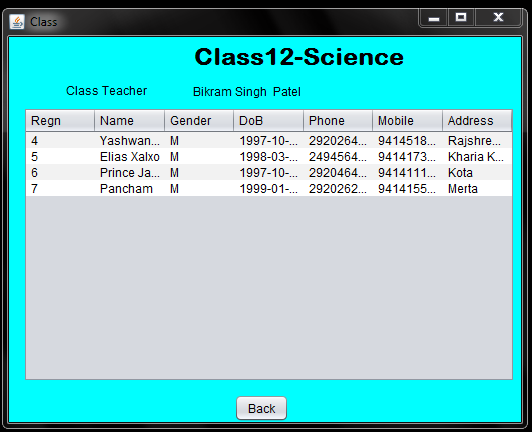 Class
Class12-Science
Class Teacher Bikram Singh Patel
Regn Name Gender DoB Phone Mobile Address
4 Yashwan... M 1997-10-... 2920264... 9414518... Rajshre...
5 Elias Xalxo M 1998-03-... 2494564... 9414173... Kharia K...
6 Prince Ja... M 1997-10-... 2920464... 9414111... Kota
7 Pancham M 1999-01-... 2920262... 9414155... Merta
Back